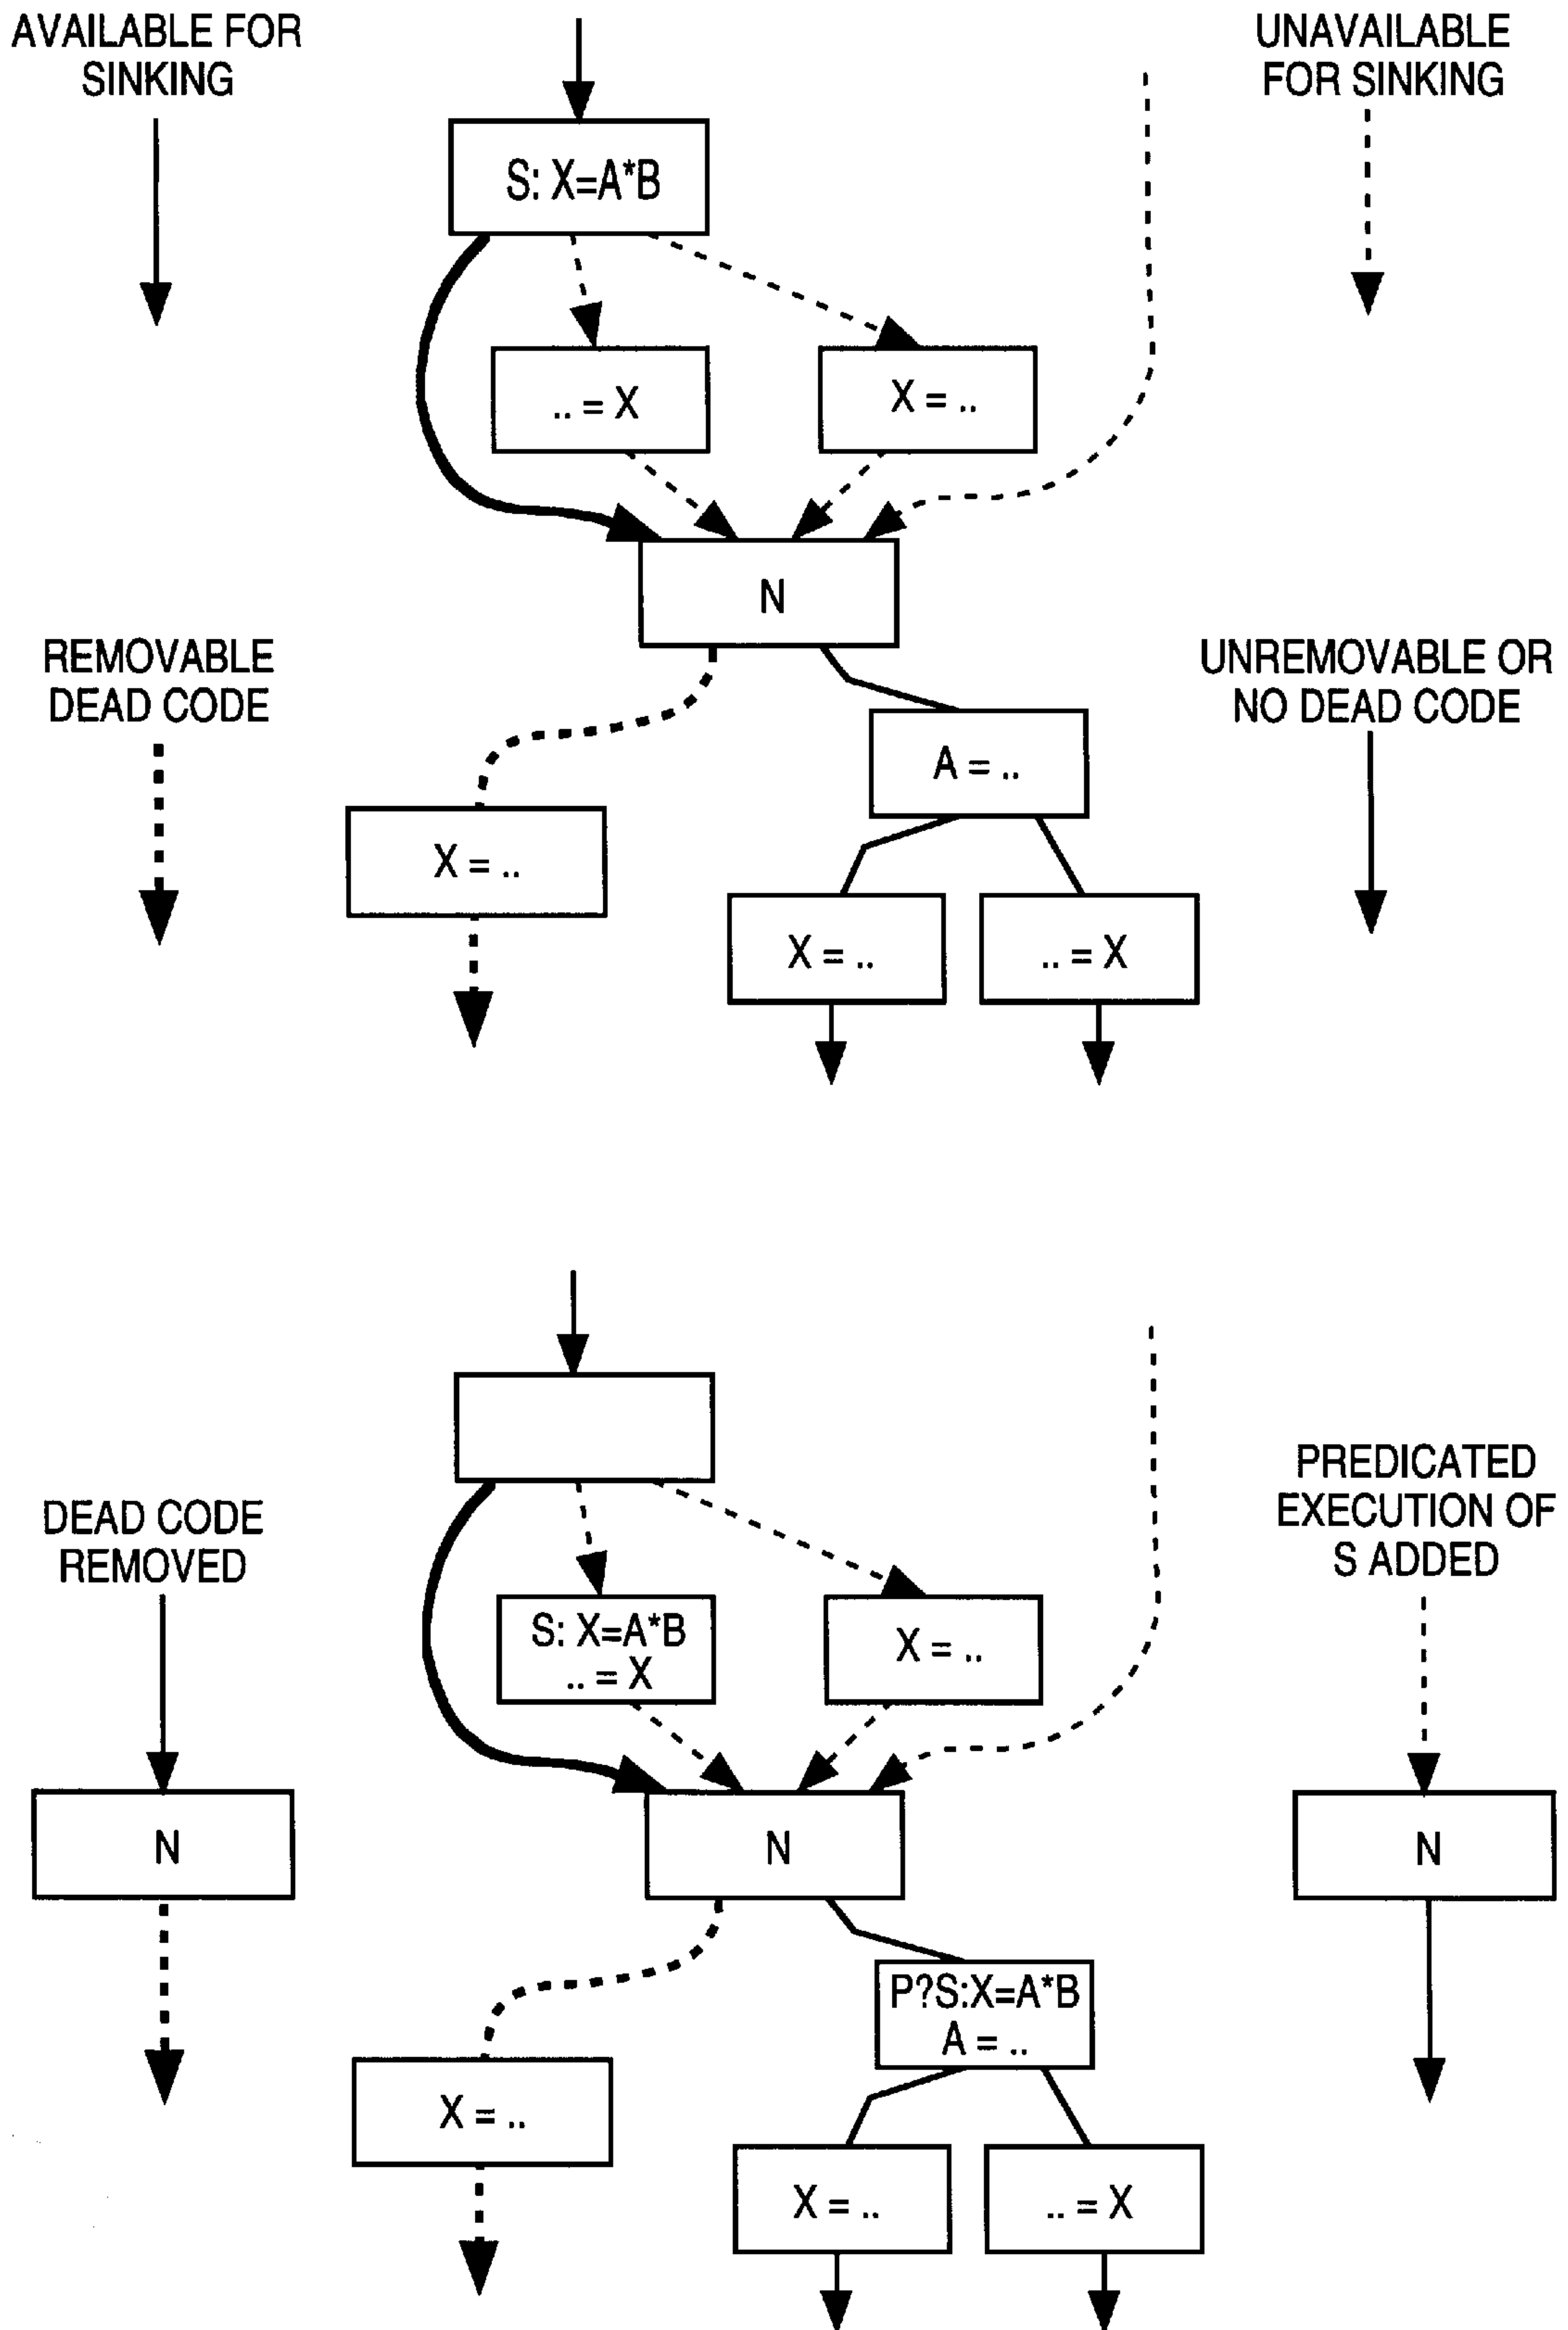 AVAILABLE FOR
SINKING
UNAVAILABLE
FOR SINKING
S: X=A*B
.. = X
X = ..
N
REMOVABLE
DEAD CODE
UNREMOVABLE OR
NO DEAD CODE
A = ..
X = ..
X = ..
.. = X
DEAD CODE
REMOVED
PREDICATED
EXECUTION OF
S ADDED
S: X=A*B
.. = X
X = ..
N
N
N
P?S:X=A*B
A = ..
X = ..
X = ..
.. = X